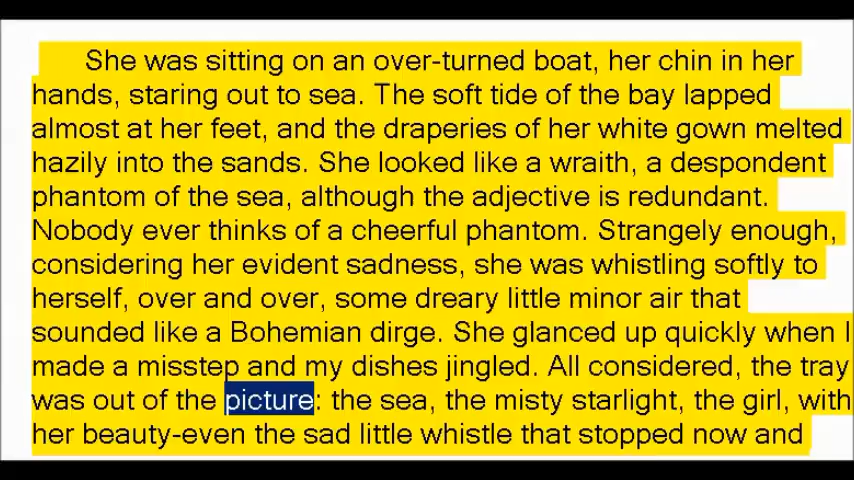 She was sitting on an over-turned boat, her chin in her
hands, staring out to sea. The soft tide of the bay lapped
almost at her feet, and the draperies of her white gown melted
hazily into the sands. She looked like a wraith, a despondent
phantom of the sea, although the adjective is redundant.
Nobody ever thinks of a cheerful phantom. Strangely enough,
considering her evident sadness, she was whistling softly to
herself, over and over, some dreary little minor air that
sounded like a Bohemian dirge. She glanced up quickly when I
made a misstep and my dishes jingled. All considered, the tray
was out of the picture: the sea, the misty starlight, the girl, with
her beauty-even the sad little whistle that stopped now and